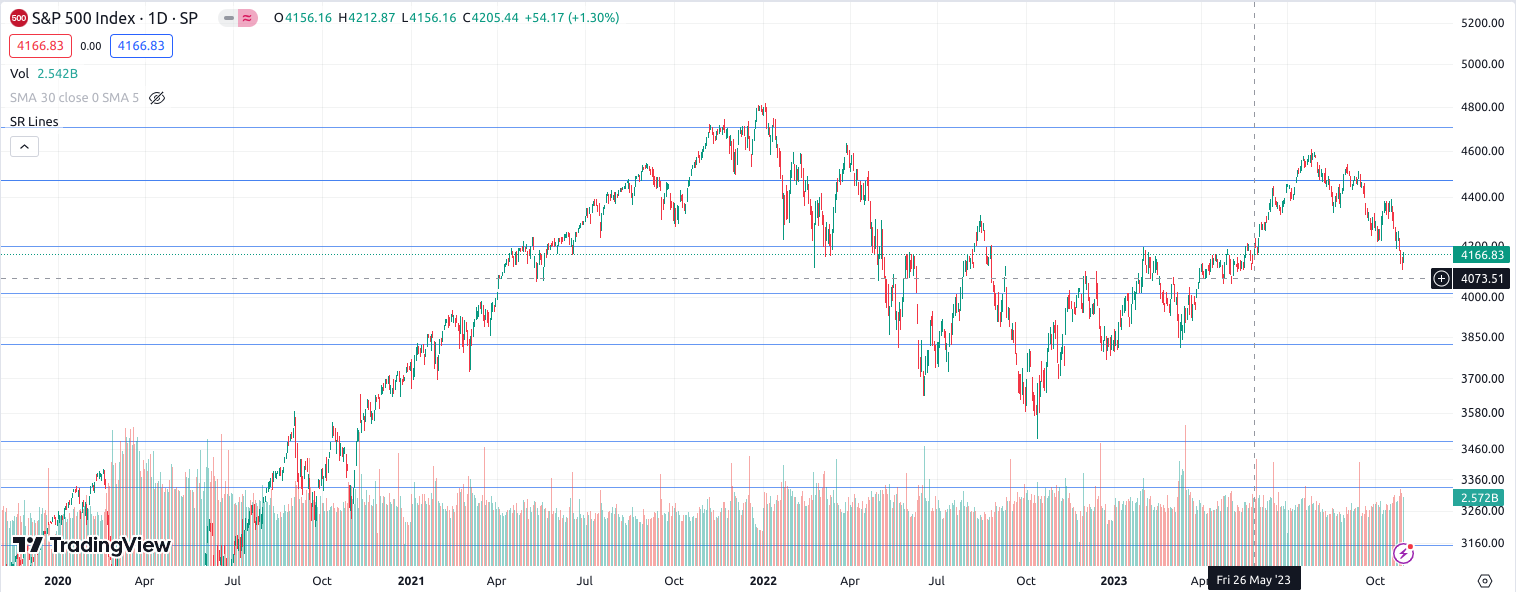 500 S&P 500 Index · 1D · SP O4156.16 H4212.87 L4156.16 C4205.44 +54.17 (+1.30%)
4166.83 0.00 4166.83
Vol 2.542B
SMA 30 close 0 SMA 5
SR Lines
5200.00
5000.00
4800.00
4600.00
4400.00
4200.00
4166.83
4073.51
4000.00
3850.00
3700.00
3580.00
3460.00
3360.00
2.572B
3260.00
3160.00
TradingView
2020 Apr Jul Oct 2021 Apr Jul Oct 2022 Apr Jul Oct 2023 Fri 26 May '23 Oct